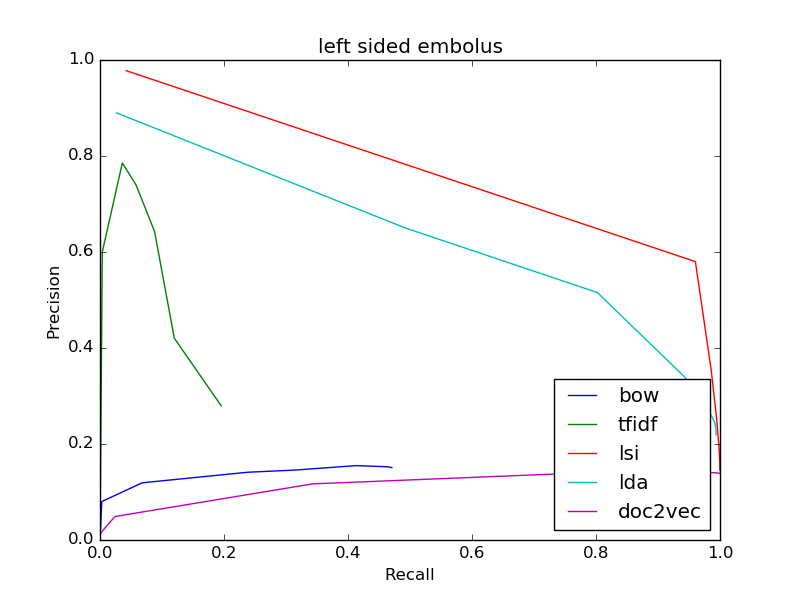 left sided embolus
1.0
0.8
0.6
0.4
0.2
0.0
Precision
0.0 0.2 0.4 0.6 0.8 1.0
Recall
bow
tfidf
lsi
lda
doc2vec